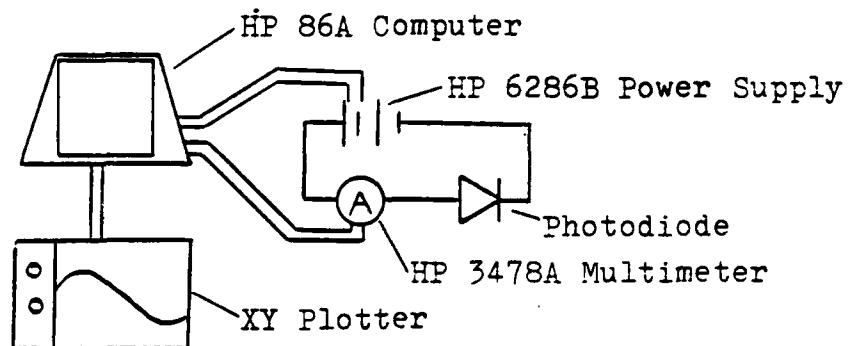 HP 86A Computer
HP 6286B Power Supply
A
Photodiode
HP 3478A Multimeter
XY Plotter